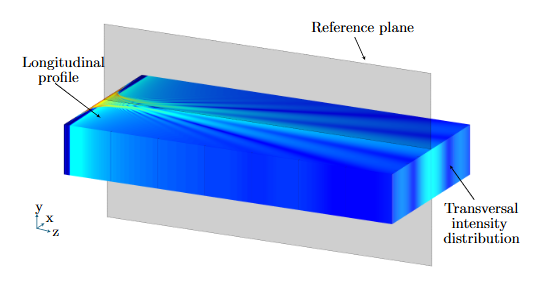 Reference plane
Longitudinal
profile
y
x
z
Transversal
intensity
distribution